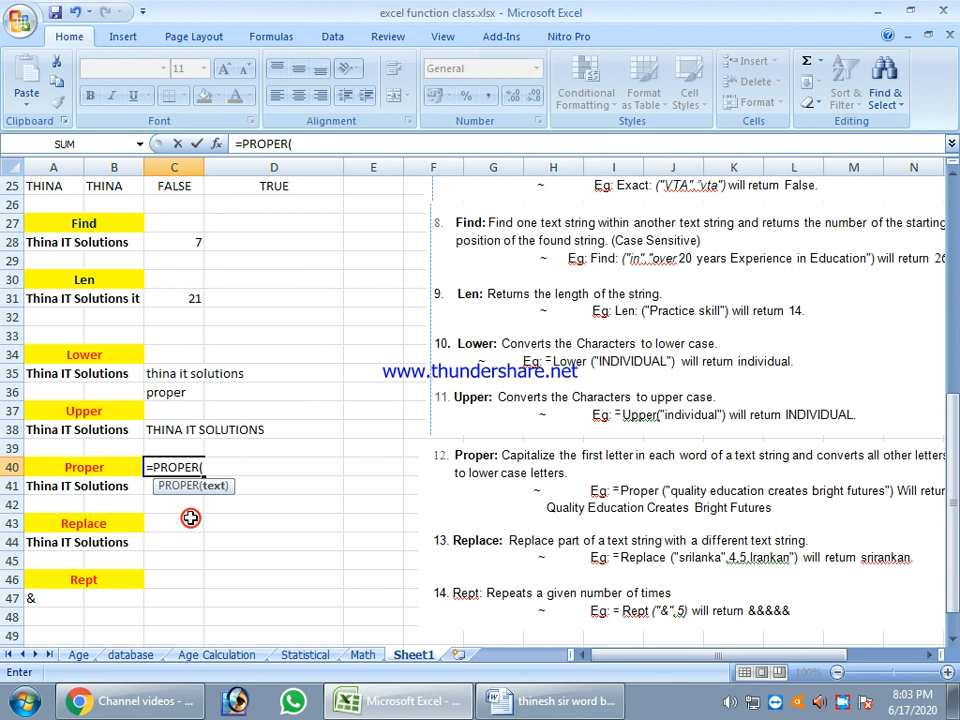 excel function class.xlsx - Microsoft Excel
Home Insert Page Layout Formulas Data Review View Add-Ins Nitro Pro
Paste
11
General
Conditional Formatting
Format as Table
Cell Styles
Insert
Delete
Format
Sort & Filter
Find & Select
Clipboard Font Alignment Number Styles Cells Editing
SUM =PROPER(
A B C D E F G H I J K L M N
25 THINA THINA FALSE TRUE
~ Eg: Exact: ("VTA","vta") will return False.
26
27 Find
8. Find: Find one text string within another text string and returns the number of the starting
28 Thina IT Solutions 7
position of the found string. (Case Sensitive)
29
~ Eg: Find: ("in","over 20 years Experience in Education") will return 26
30 Len
9. Len: Returns the length of the string.
31 Thina IT Solutions it 21
~ Eg: Len: ("Practice skill") will return 14.
32
33
34 Lower
10. Lower: Converts the Characters to lower case.
35 Thina IT Solutions thina it solutions
~ Eg: =Lower ("INDIVIDUAL") will return individual.
www.thundershare.net
36 proper
37 Upper
11. Upper: Converts the Characters to upper case.
38 Thina IT Solutions THINA IT SOLUTIONS
~ Eg: =Upper("individual") will return INDIVIDUAL.
39
40 Proper =PROPER(
12. Proper: Capitalize the first letter in each word of a text string and converts all other letters
to lower case letters.
41 Thina IT Solutions PROPER(text)
~ Eg: =Proper ("quality education creates bright futures") Will retur
42
Quality Education Creates Bright Futures
43 Replace
13. Replace: Replace part of a text string with a different text string.
44 Thina IT Solutions
~ Eg: =Replace ("srilanka",4,5,lrankan") will return srirankan.
45
46 Rept
14. Rept: Repeats a given number of times
47 &
~ Eg: = Rept ("&",5) will return &&&&&
48
49
Age database Age Calculation Statistical Math Sheet1
Enter 100%
Channel videos - ... Microsoft Excel - ... thinesh sir word b...
8:03 PM
6/17/2020